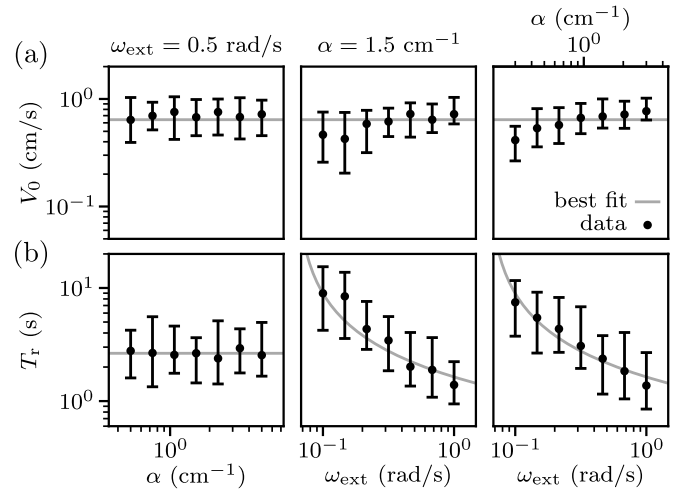 α (cm⁻¹)
(a) ω_ext = 0.5 rad/s α = 1.5 cm⁻¹ 10⁰
10⁰
V₀ (cm/s)
best fit
data
10⁻¹
(b)
10¹
T_r (s)
10⁰
10⁰ 10⁻¹ 10⁰ 10⁻¹ 10⁰
α (cm⁻¹) ω_ext (rad/s) ω_ext (rad/s)